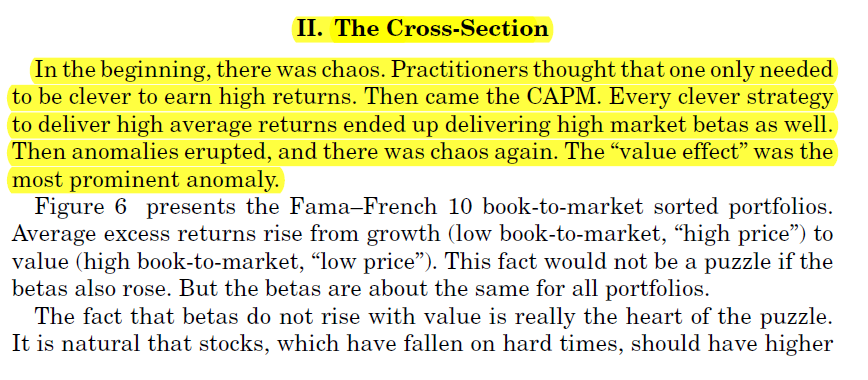 II. The Cross-Section
In the beginning, there was chaos. Practitioners thought that one only needed
to be clever to earn high returns. Then came the CAPM. Every clever strategy
to deliver high average returns ended up delivering high market betas as well.
Then anomalies erupted, and there was chaos again. The “value effect” was the
most prominent anomaly.
Figure 6 presents the Fama–French 10 book-to-market sorted portfolios.
Average excess returns rise from growth (low book-to-market, “high price”) to
value (high book-to-market, “low price”). This fact would not be a puzzle if the
betas also rose. But the betas are about the same for all portfolios.
The fact that betas do not rise with value is really the heart of the puzzle.
It is natural that stocks, which have fallen on hard times, should have higher